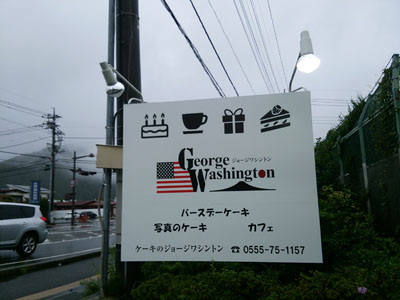 George ジョージワシントン
Washington
バースデーケーキ
写真のケーキ カフェ
ケーキのジョージワシントン ☎ 0555-75-1157